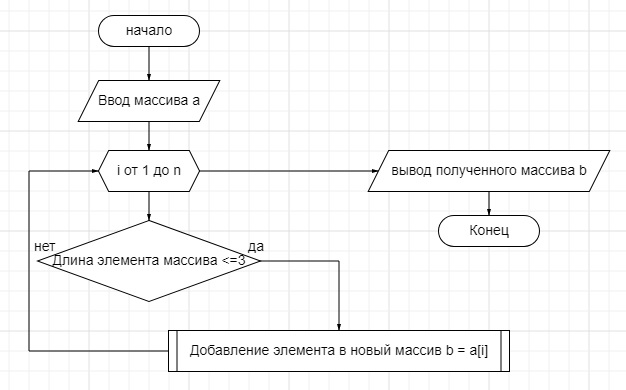 начало
Ввод массива а
i от 1 до n
вывод полученного массива b
Конец
нет
да
Длина элемента массива <=3
Добавление элемента в новый массив b = a[i]